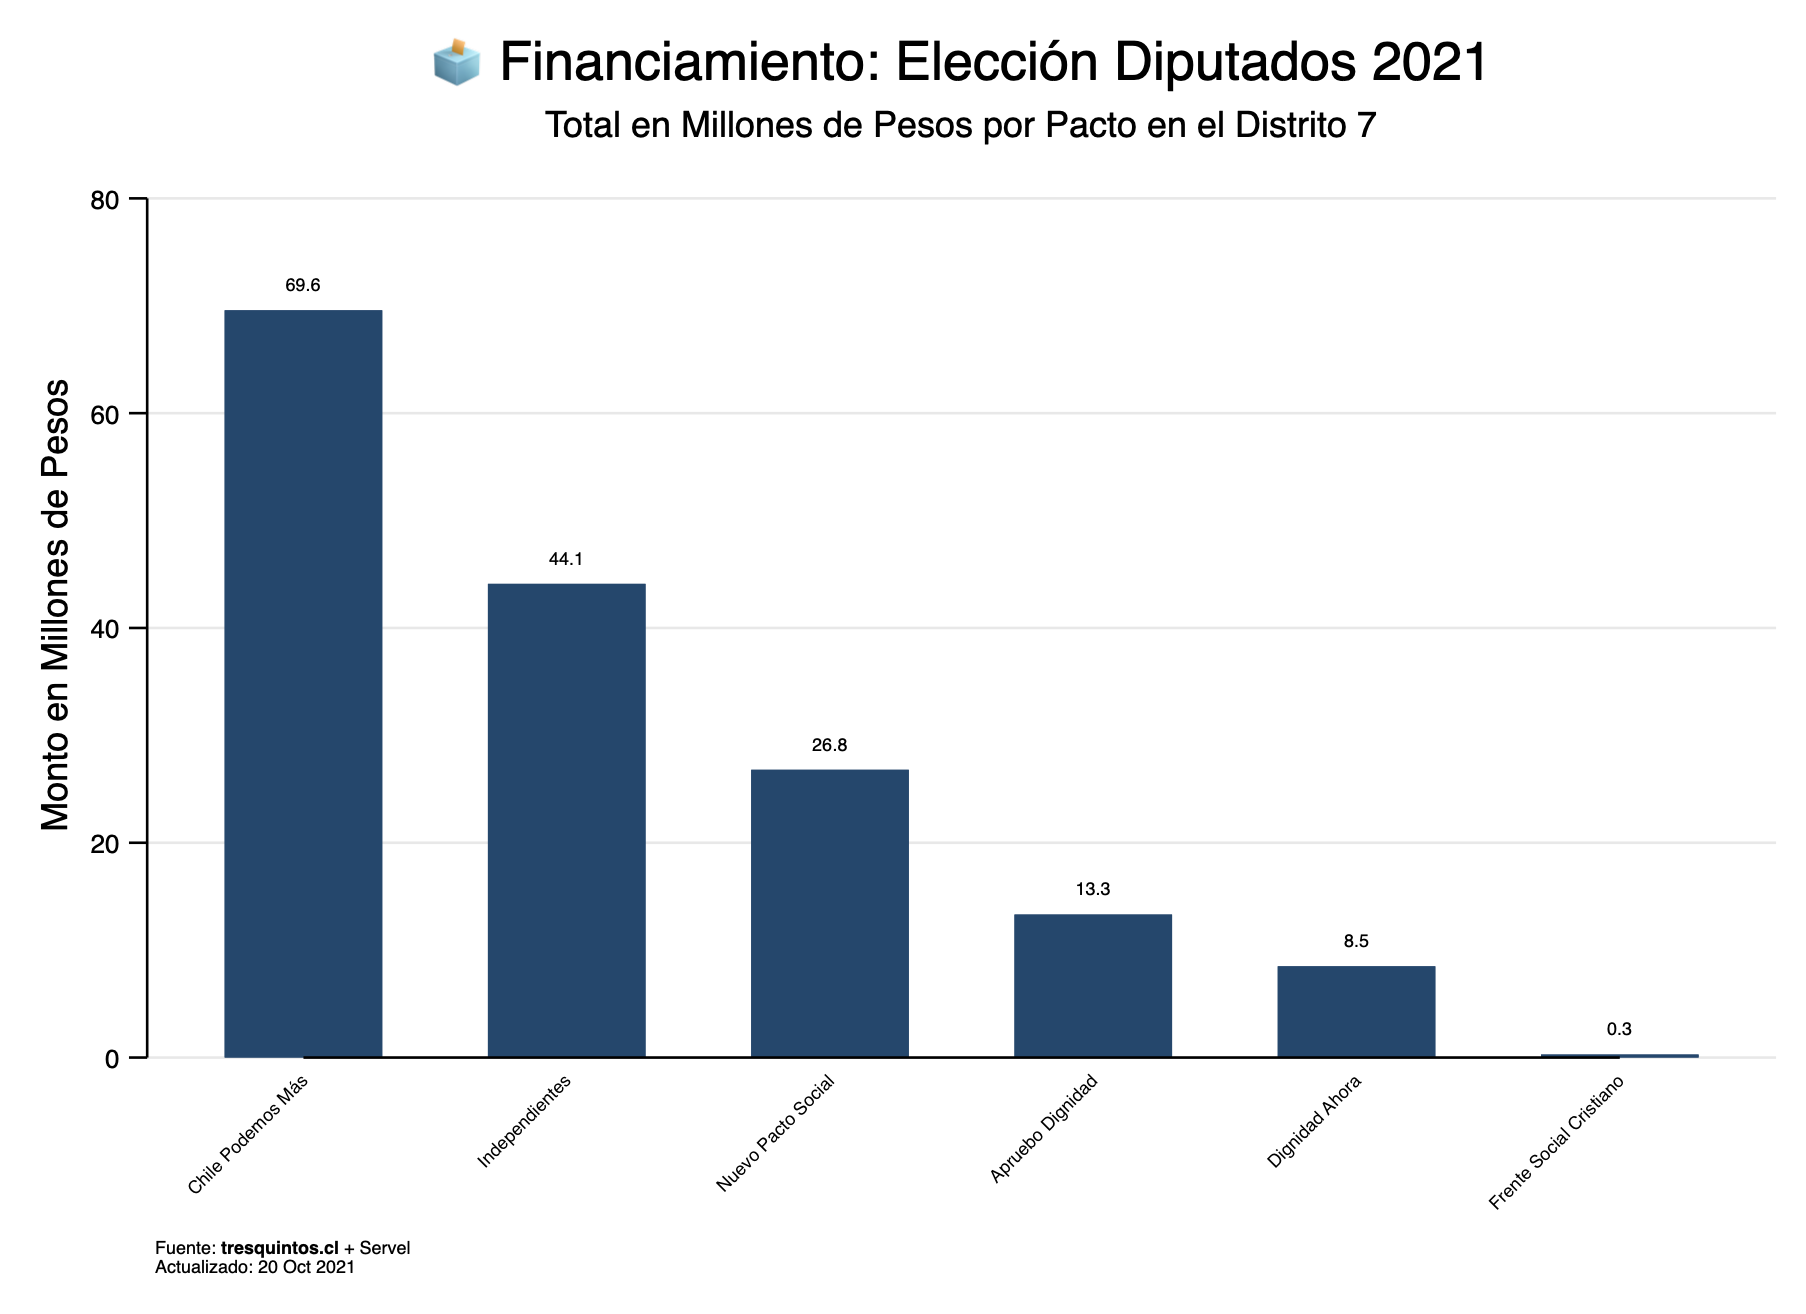 Financiamiento: Elección Diputados 2021
Total en Millones de Pesos por Pacto en el Distrito 7
Monto en Millones de Pesos
80
60
40
20
0
69.6
44.1
26.8
13.3
8.5
0.3
Chile Podemos Más
Independientes
Nuevo Pacto Social
Apruebo Dignidad
Dignidad Ahora
Frente Social Cristiano
Fuente: tresquintos.cl + Servel
Actualizado: 20 Oct 2021